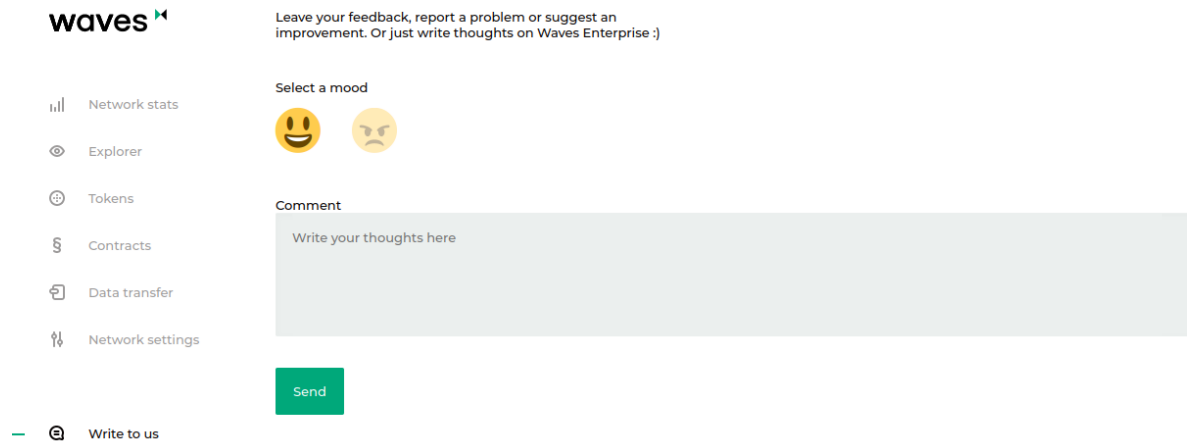 waves
Leave your feedback, report a problem or suggest an
improvement. Or just write thoughts on Waves Enterprise :)
Select a mood
Network stats
Explorer
Tokens
Contracts
Data transfer
Network settings
Write to us
Comment
Write your thoughts here
Send